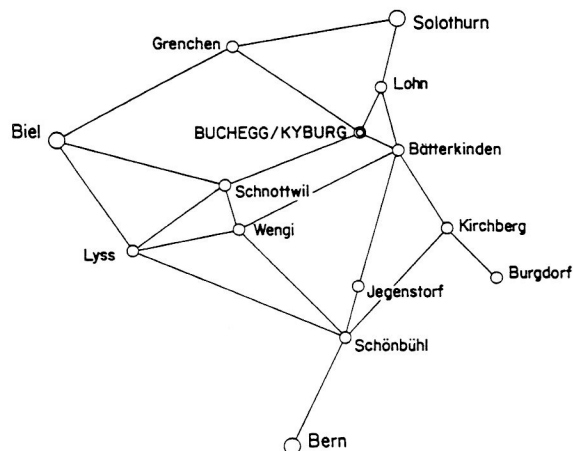 Solothurn
Grenchen
Lohn
Biel
BUCHEGG/KYBURG
Bätterkinden
Schnottwil
Wengi
Kirchberg
Lyss
Burgdorf
Jegenstorf
Schönbühl
Bern